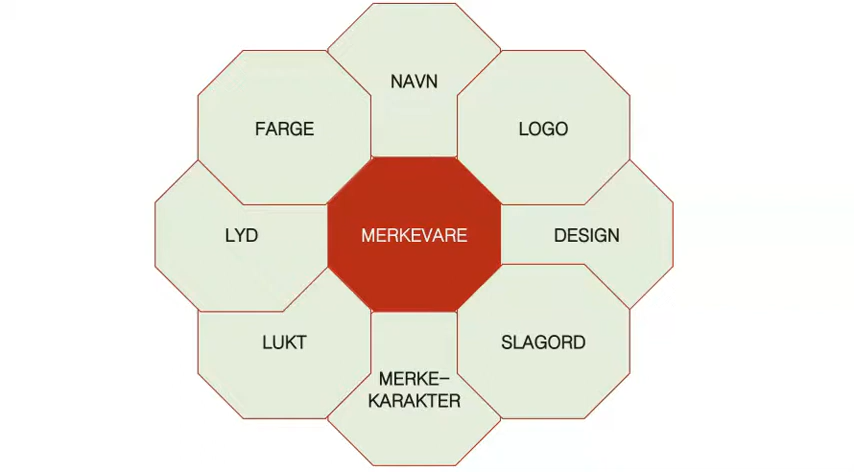 NAVN
FARGE
LOGO
LYD
MERKEVARE
DESIGN
LUKT
SLAGORD
MERKE–
KARAKTER